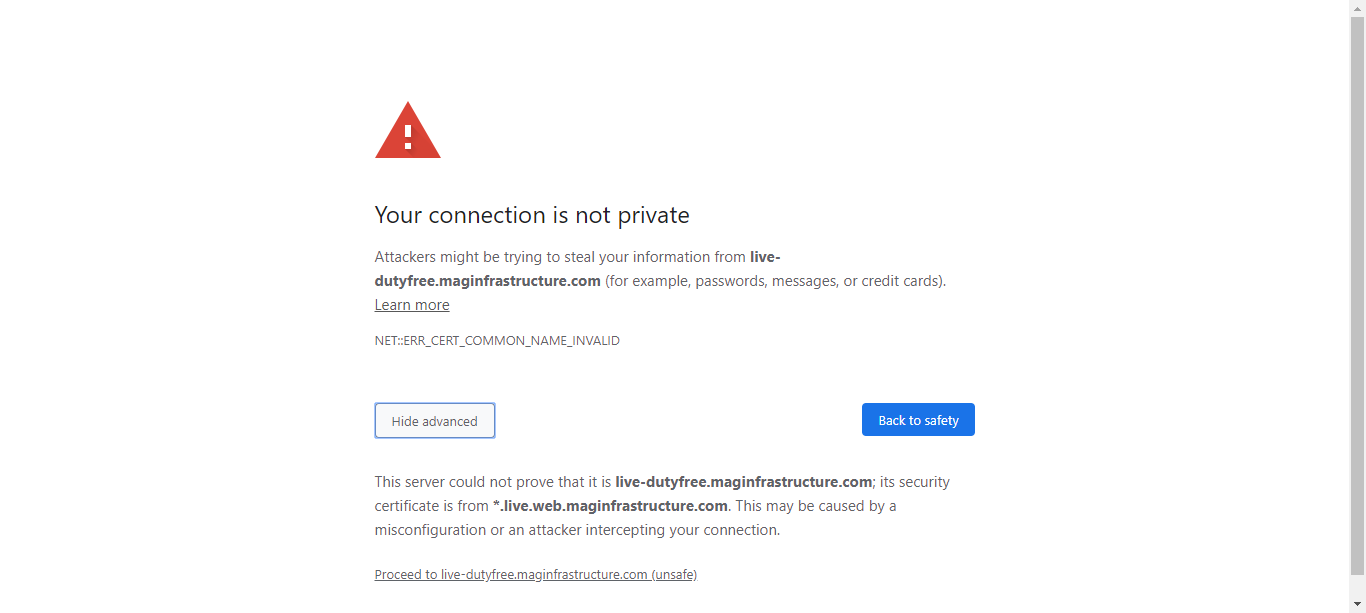 Your connection is not private
Attackers might be trying to steal your information from live-
dutyfree.maginfrastructure.com (for example, passwords, messages, or credit cards).
Learn more
NET::ERR_CERT_COMMON_NAME_INVALID
Hide advanced
Back to safety
This server could not prove that it is live-dutyfree.maginfrastructure.com; its security
certificate is from *.live.web.maginfrastructure.com. This may be caused by a
misconfiguration or an attacker intercepting your connection.
Proceed to live-dutyfree.maginfrastructure.com (unsafe)